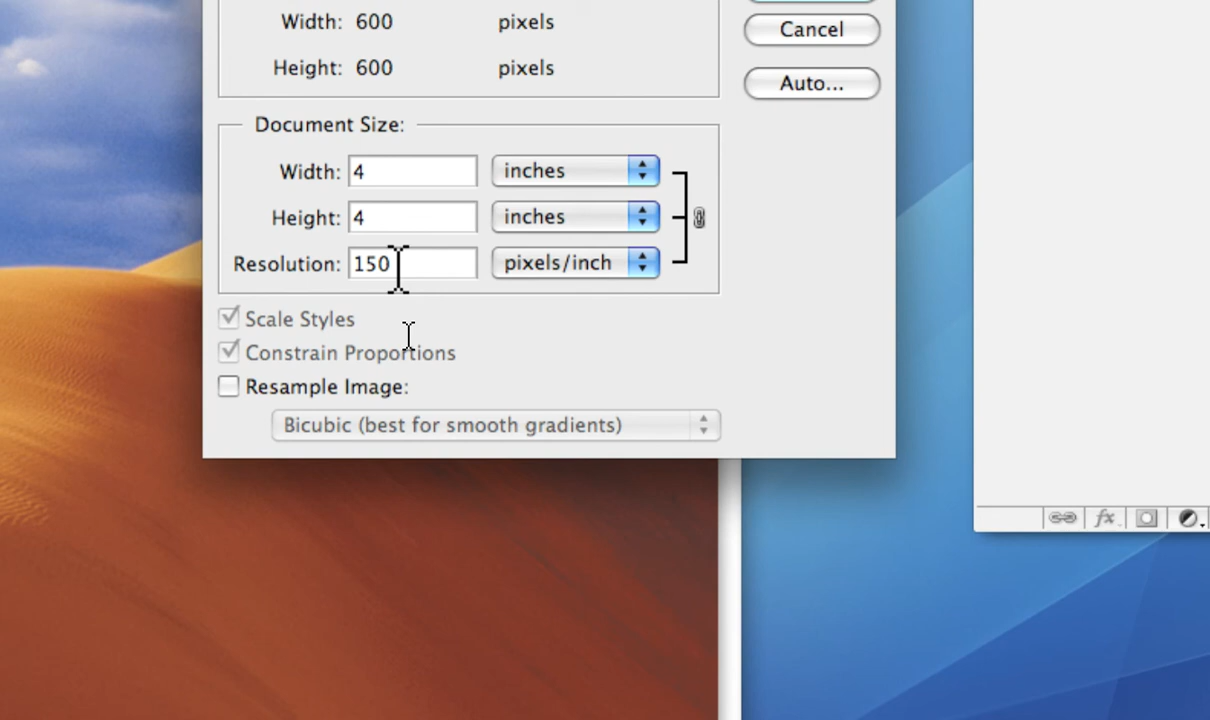 Width: 600 pixels
Cancel
Height: 600 pixels
Auto...
Document Size:
Width: 4 inches
Height: 4 inches
Resolution: 150 pixels/inch
Scale Styles
Constrain Proportions
Resample Image:
Bicubic (best for smooth gradients)
fx